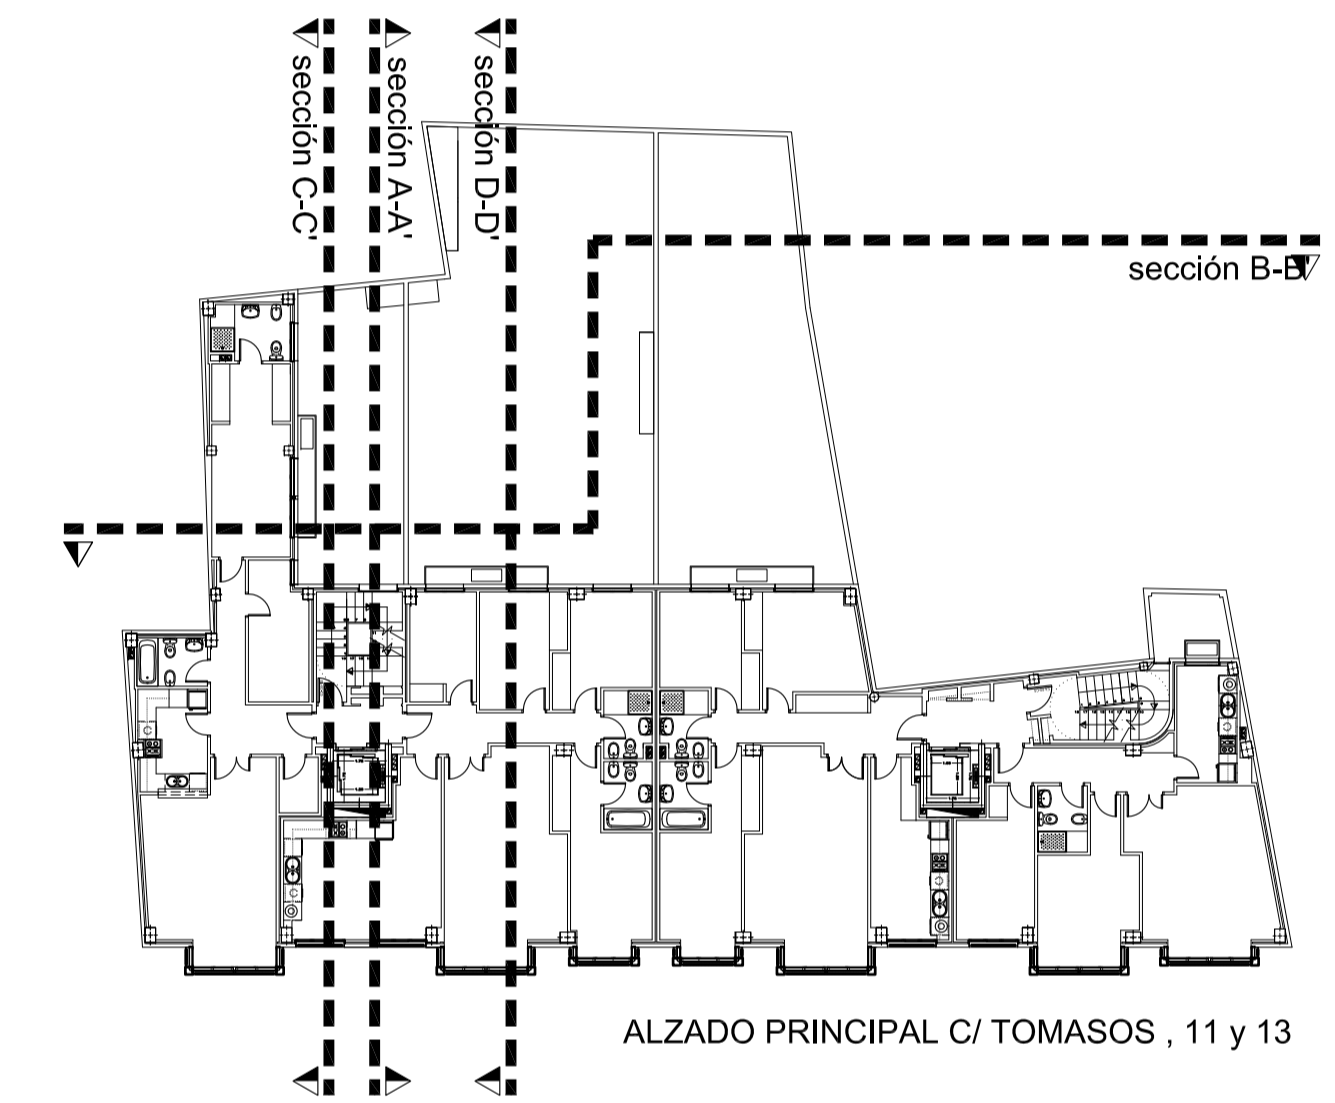 sección C-C'
sección A-A'
sección D-D'
sección B-B'
ALZADO PRINCIPAL C/ TOMASOS , 11 y 13